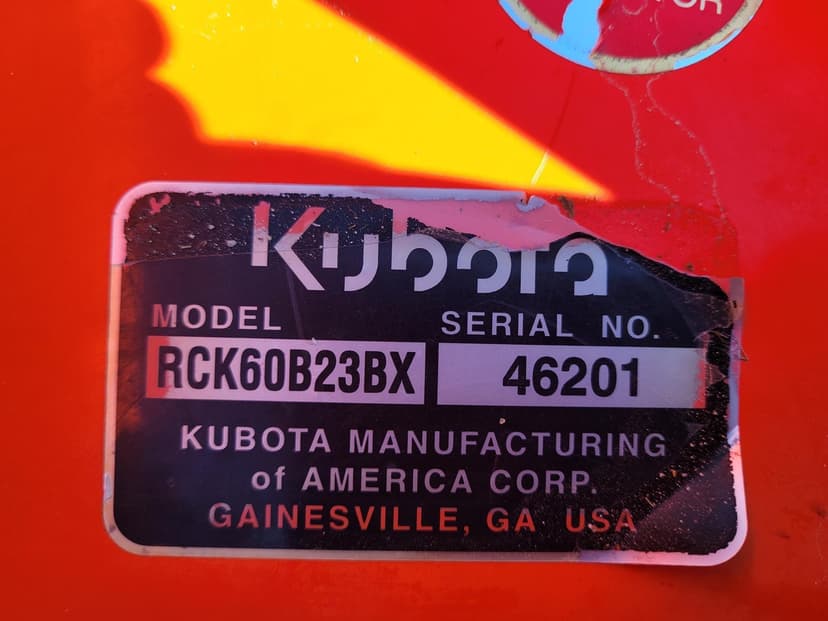 Kubota
MODEL SERIAL NO.
RCK60B23BX 46201
KUBOTA MANUFACTURING
of AMERICA CORP.
GAINESVILLE, GA USA